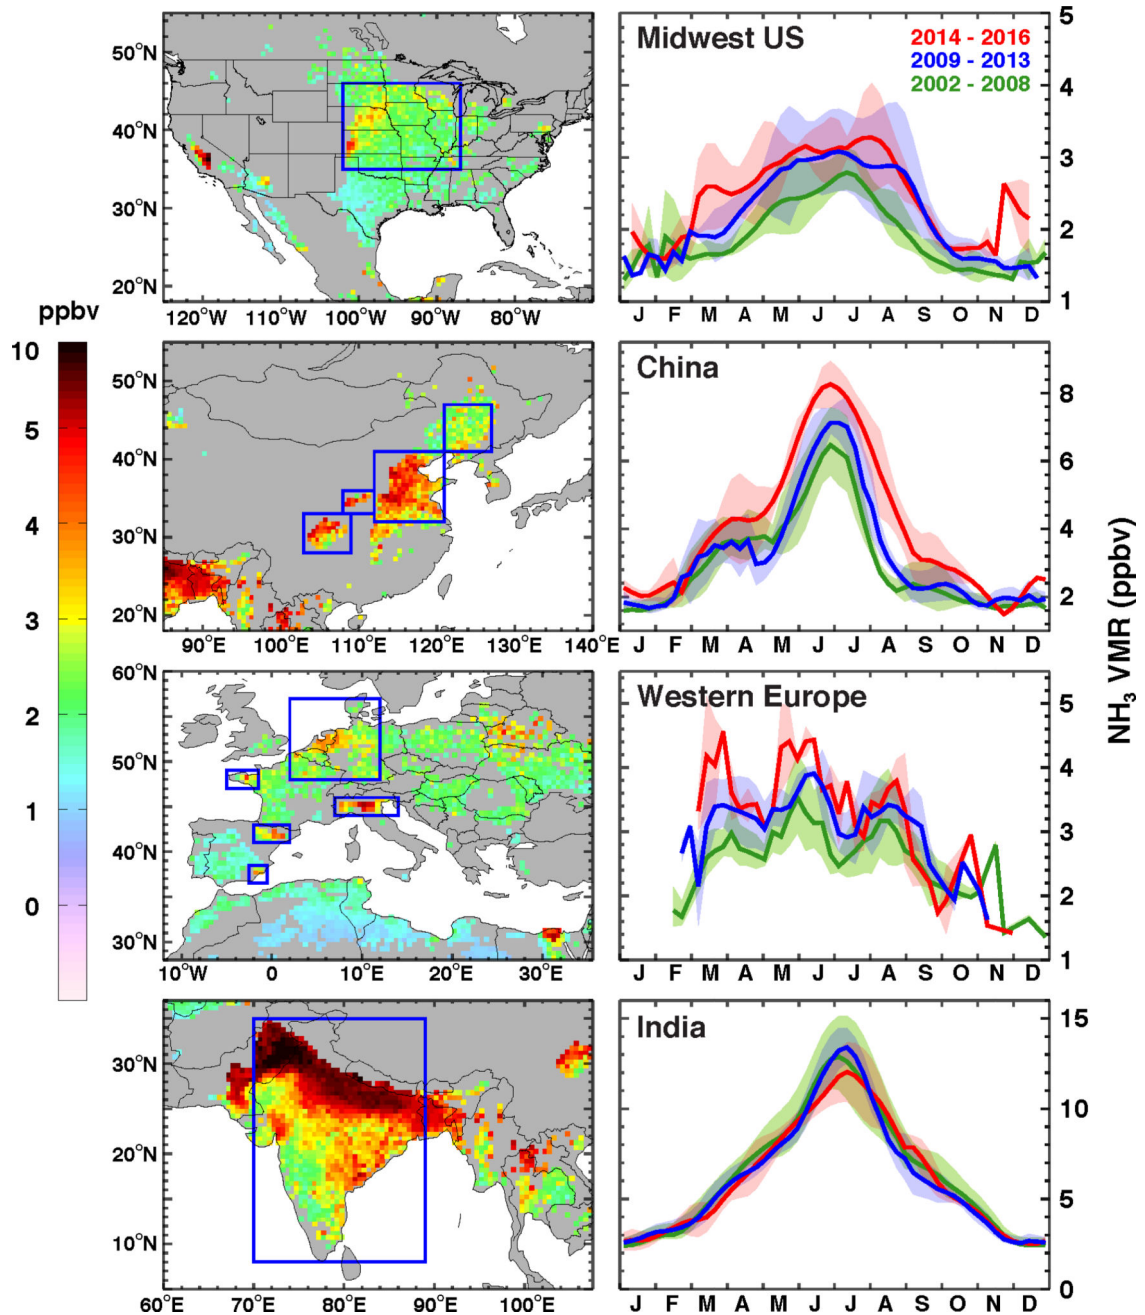 Midwest US
2014 - 2016
2009 - 2013
2002 - 2008
50°N
40°N
30°N
20°N
120°W 110°W 100°W 90°W 80°W
5
4
3
2
1
J F M A M J J A S O N D
ppbv
10
5
4
3
2
1
0
China
50°N
40°N
30°N
20°N
90°E 100°E 110°E 120°E 130°E 140°E
8
6
4
2
J F M A M J J A S O N D
NH3 VMR (ppbv)
Western Europe
60°N
50°N
40°N
30°N
10°W 0 10°E 20°E 30°E
5
4
3
2
1
J F M A M J J A S O N D
India
30°N
20°N
10°N
60°E 70°E 80°E 90°E 100°E
15
10
5
0
J F M A M J J A S O N D